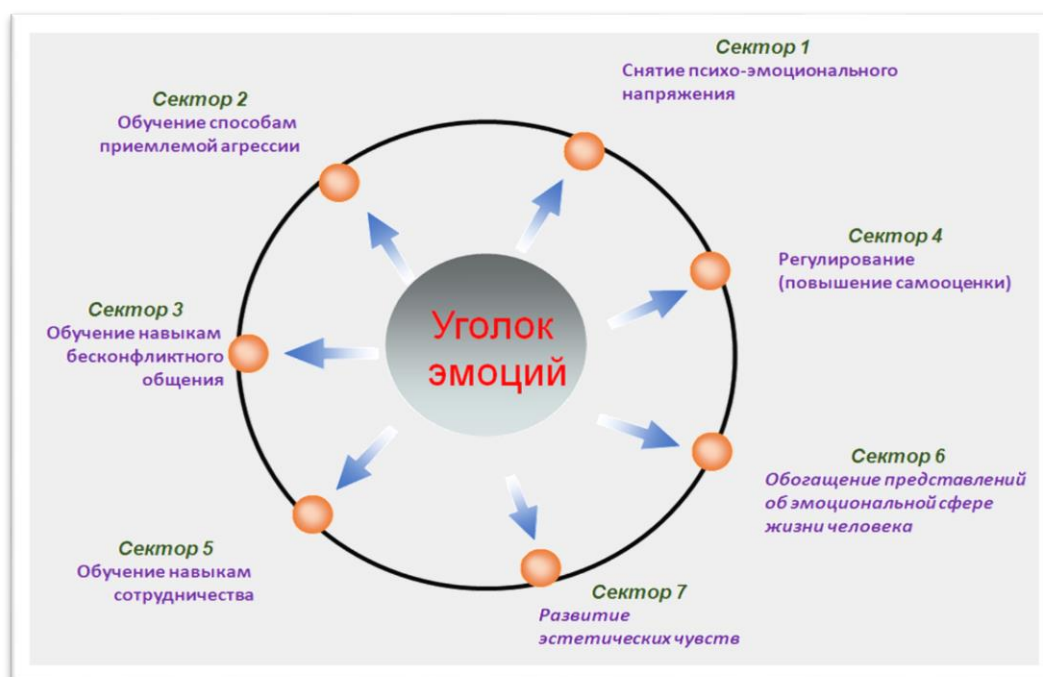 Сектор 1
Снятие психо-эмоционального
напряжения
Сектор 2
Обучение способам
приемлемой агрессии
Сектор 4
Регулирование
(повышение самооценки)
Сектор 3
Обучение навыкам
бесконфликтного
общения
Уголок
эмоций
Сектор 6
Обогащение представлений
об эмоциональной сфере
жизни человека
Сектор 5
Обучение навыкам
сотрудничества
Сектор 7
Развитие
эстетических чувств